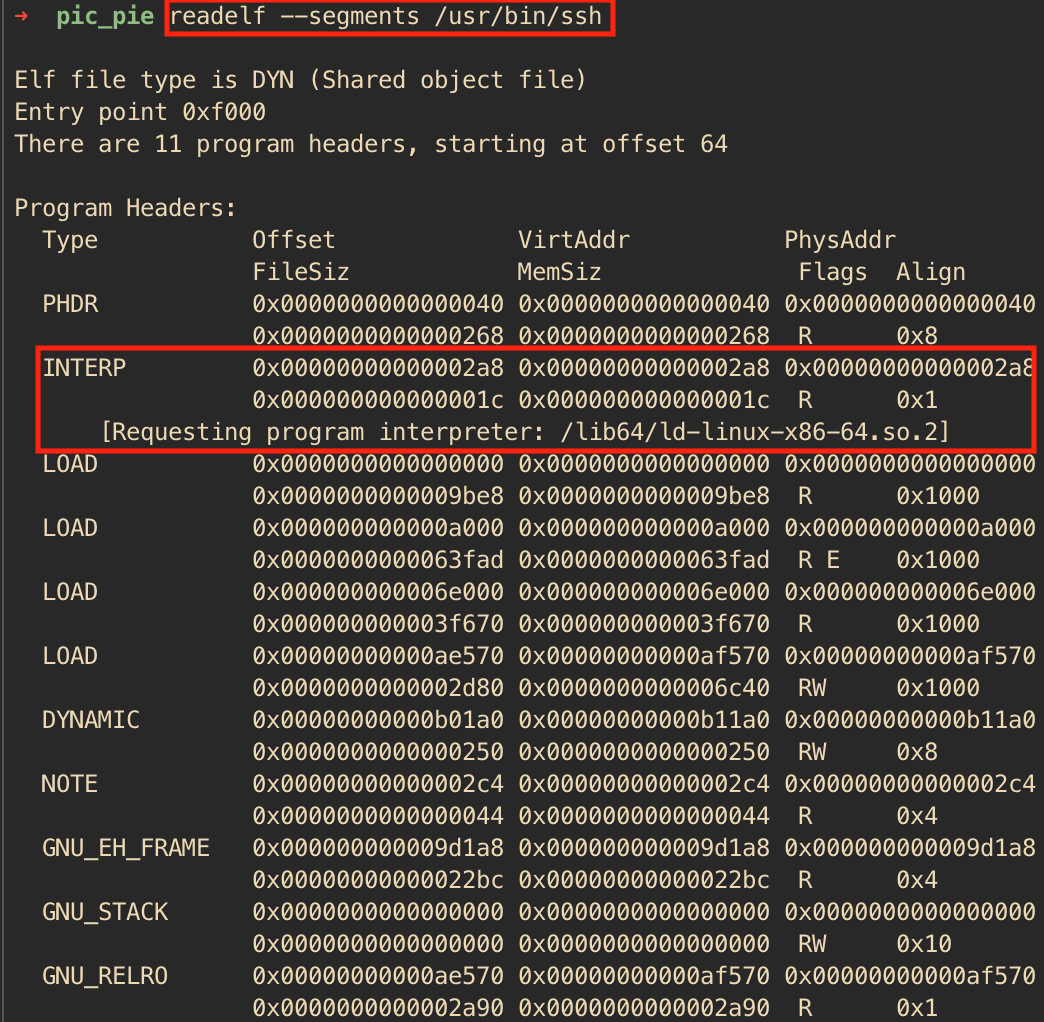 → pic_pie readelf --segments /usr/bin/ssh
Elf file type is DYN (Shared object file)
Entry point 0xf000
There are 11 program headers, starting at offset 64
Program Headers:
  Type           Offset             VirtAddr           PhysAddr
                 FileSiz            MemSiz              Flags  Align
  PHDR           0x0000000000000040 0x0000000000000040 0x0000000000000040
                 0x0000000000000268 0x0000000000000268  R      0x8
  INTERP         0x00000000000002a8 0x00000000000002a8 0x00000000000002a8
                 0x000000000000001c 0x000000000000001c  R      0x1
      [Requesting program interpreter: /lib64/ld-linux-x86-64.so.2]
  LOAD           0x0000000000000000 0x0000000000000000 0x0000000000000000
                 0x0000000000009be8 0x0000000000009be8  R      0x1000
  LOAD           0x000000000000a000 0x000000000000a000 0x000000000000a000
                 0x0000000000063fad 0x0000000000063fad  R E    0x1000
  LOAD           0x000000000006e000 0x000000000006e000 0x000000000006e000
                 0x000000000003f670 0x000000000003f670  R      0x1000
  LOAD           0x00000000000ae570 0x00000000000af570 0x00000000000af570
                 0x0000000000002d80 0x0000000000006c40  RW     0x1000
  DYNAMIC        0x00000000000b01a0 0x00000000000b11a0 0x00000000000b11a0
                 0x0000000000000250 0x0000000000000250  RW     0x8
  NOTE           0x00000000000002c4 0x00000000000002c4 0x00000000000002c4
                 0x0000000000000044 0x0000000000000044  R      0x4
  GNU_EH_FRAME   0x000000000009d1a8 0x000000000009d1a8 0x000000000009d1a8
                 0x00000000000022bc 0x00000000000022bc  R      0x4
  GNU_STACK      0x0000000000000000 0x0000000000000000 0x0000000000000000
                 0x0000000000000000 0x0000000000000000  RW     0x10
  GNU_RELRO      0x00000000000ae570 0x00000000000af570 0x00000000000af570
                 0x0000000000002a90 0x0000000000002a90  R      0x1